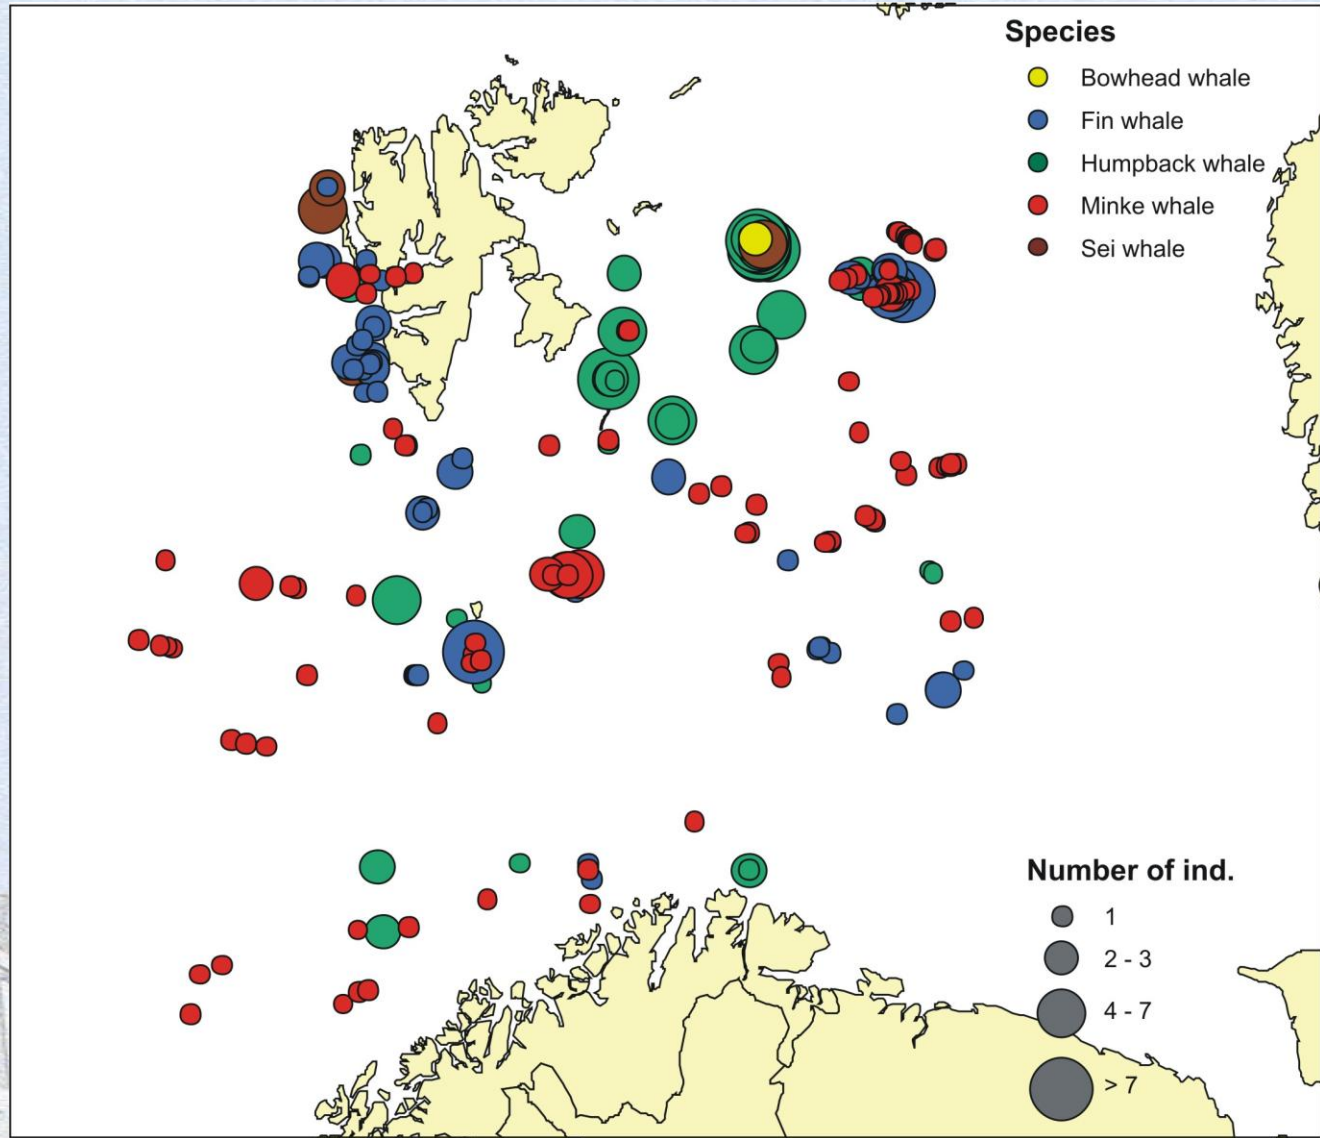 Species
Bowhead whale
Fin whale
Humpback whale
Minke whale
Sei whale
Number of ind.
1
2 - 3
4 - 7
> 7